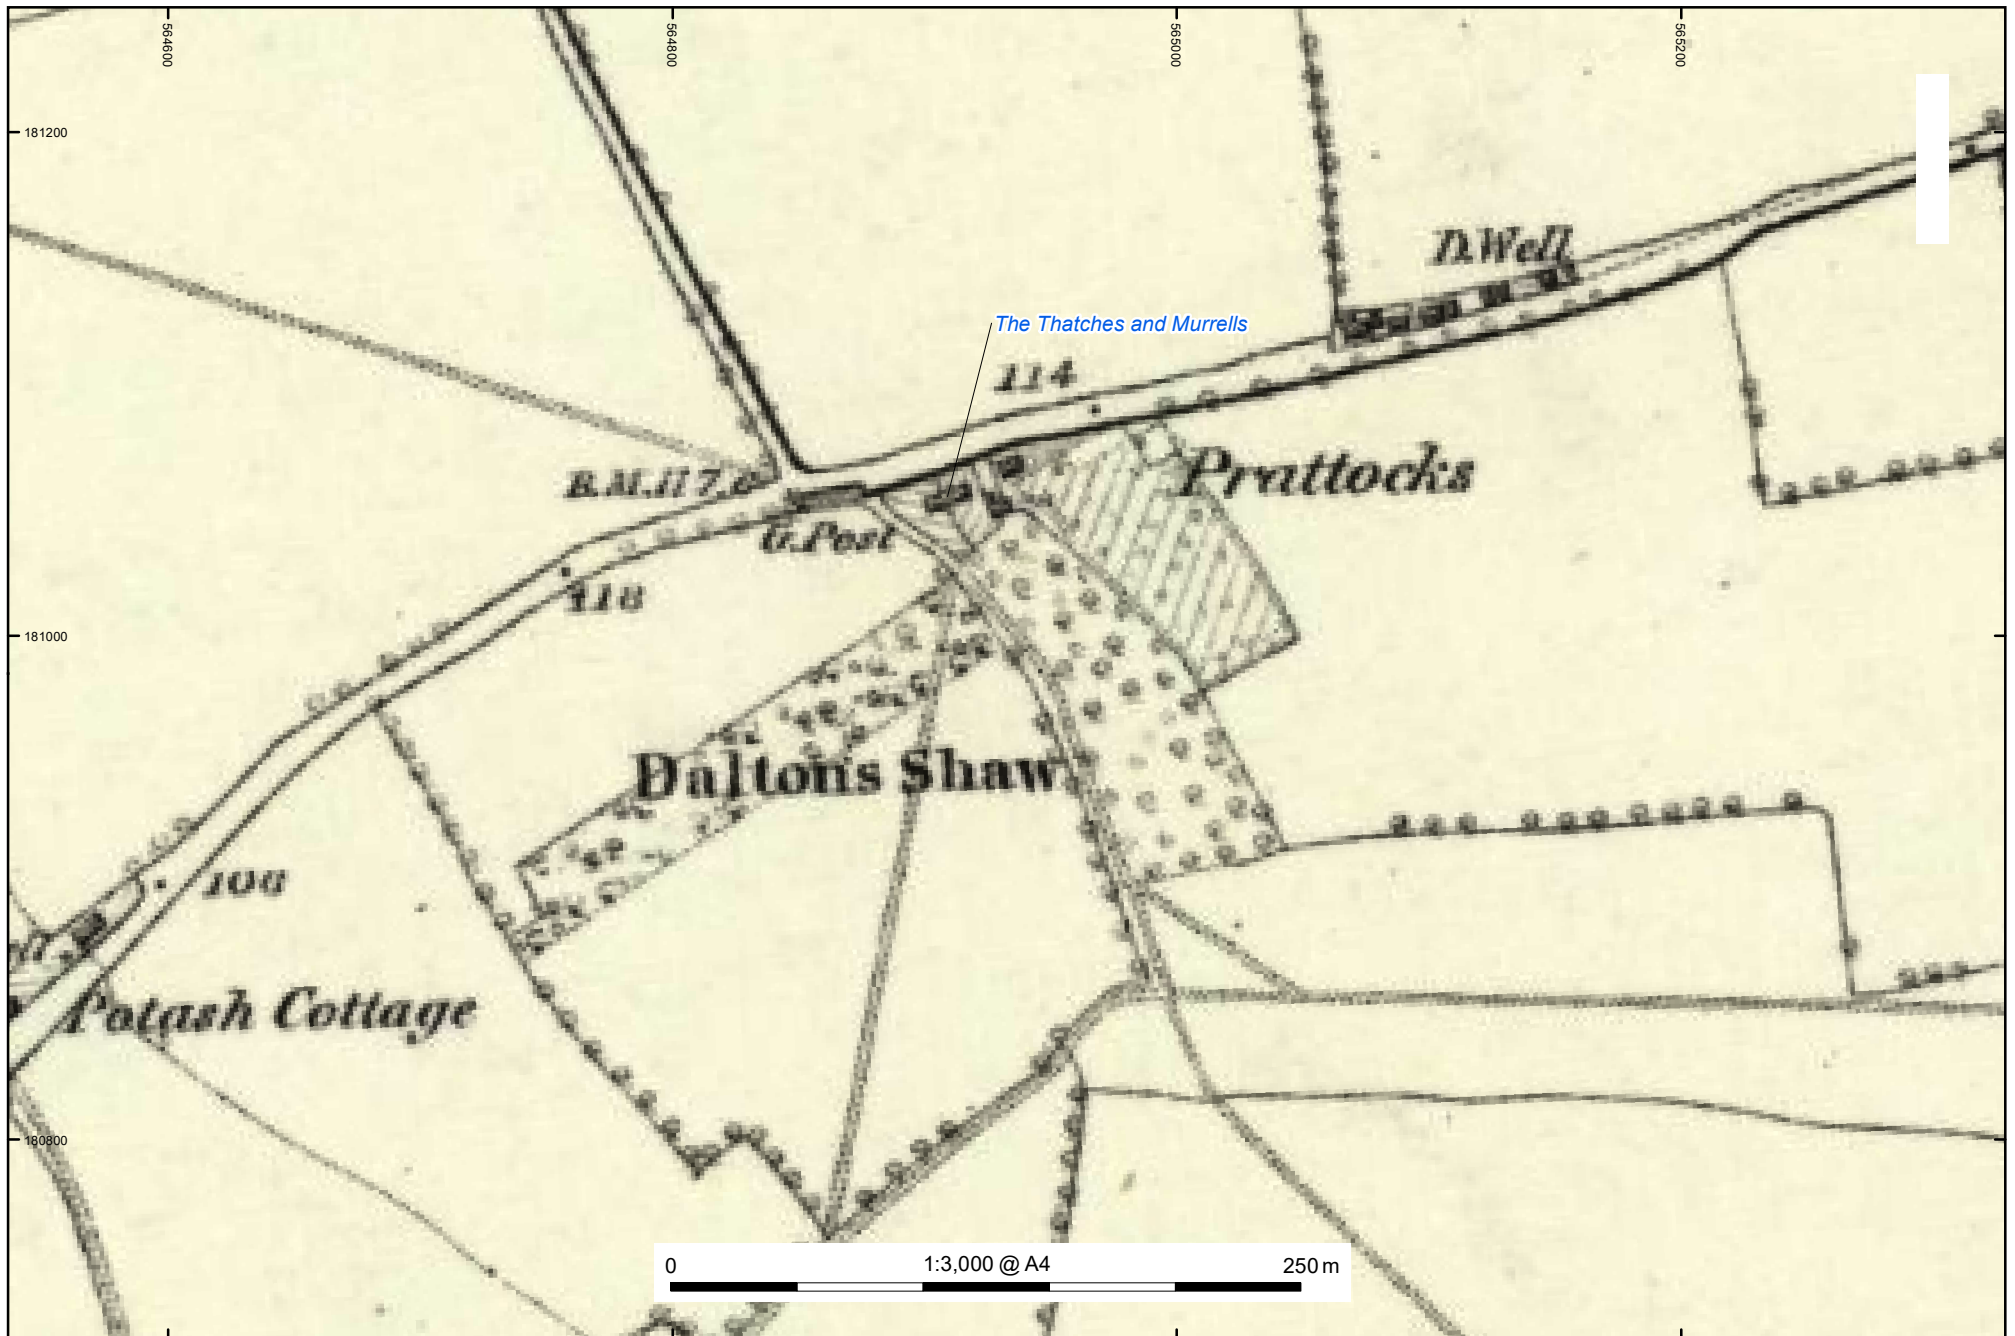 564600
564800
565000
565200
181200
D.Well
The Thatches and Murrells
114
Prattocks
B.M.117.6
G.Post
118
181000
Daltons Shaw
108
Potash Cottage
180800
0
1:3,000 @ A4
250 m